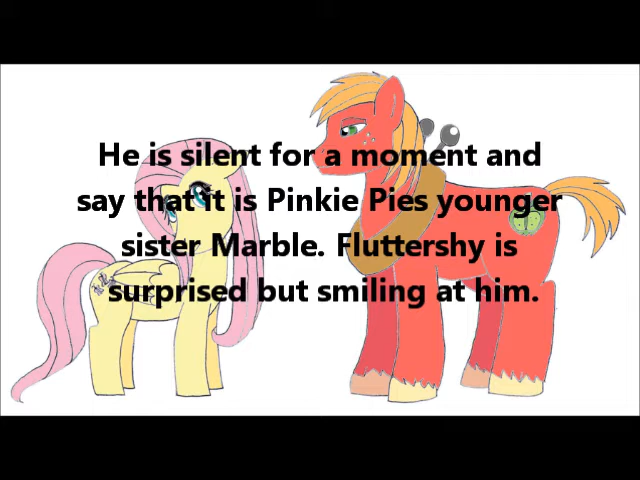 He is silent for a moment and
say that it is Pinkie Pies younger
sister Marble. Fluttershy is
surprised but smiling at him.